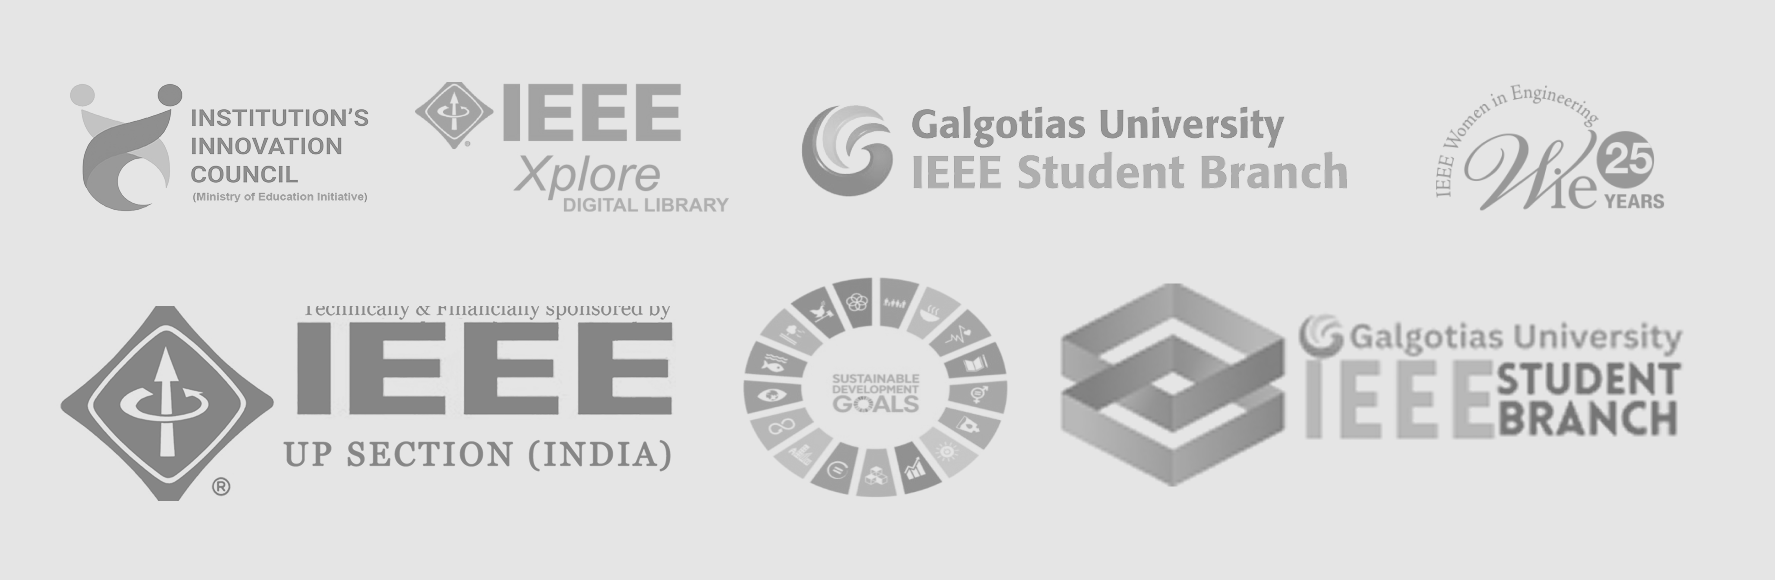 INSTITUTION'S
INNOVATION
COUNCIL
(Ministry of Education Initiative)
IEEE
Xplore
DIGITAL LIBRARY
Galgotias University
IEEE Student Branch
IEEE Women in Engineering
Wie 25
YEARS
Technically & Financially sponsored by
IEEE
UP SECTION (INDIA)
®
SUSTAINABLE
DEVELOPMENT
GOALS
Galgotias University
IEEE STUDENT
BRANCH